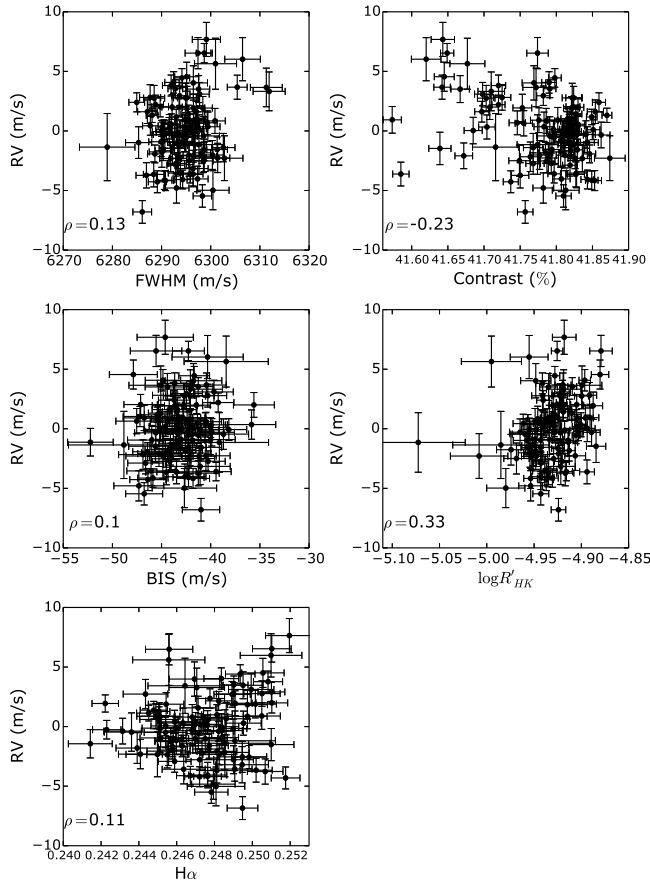 10
5
0
−5
−10
RV (m/s)
ρ=0.13
6270 6280 6290 6300 6310 6320
FWHM (m/s)
10
5
0
−5
−10
RV (m/s)
ρ=-0.23
41.60 41.65 41.70 41.75 41.80 41.85 41.90
Contrast (%)
10
5
0
−5
−10
RV (m/s)
ρ=0.1
−55 −50 −45 −40 −35 −30
BIS (m/s)
10
5
0
−5
−10
RV (m/s)
ρ=0.33
−5.10 −5.05 −5.00 −4.95 −4.90 −4.85
logR′HK
10
5
0
−5
−10
RV (m/s)
ρ=0.11
0.240 0.242 0.244 0.246 0.248 0.250 0.252
Hα